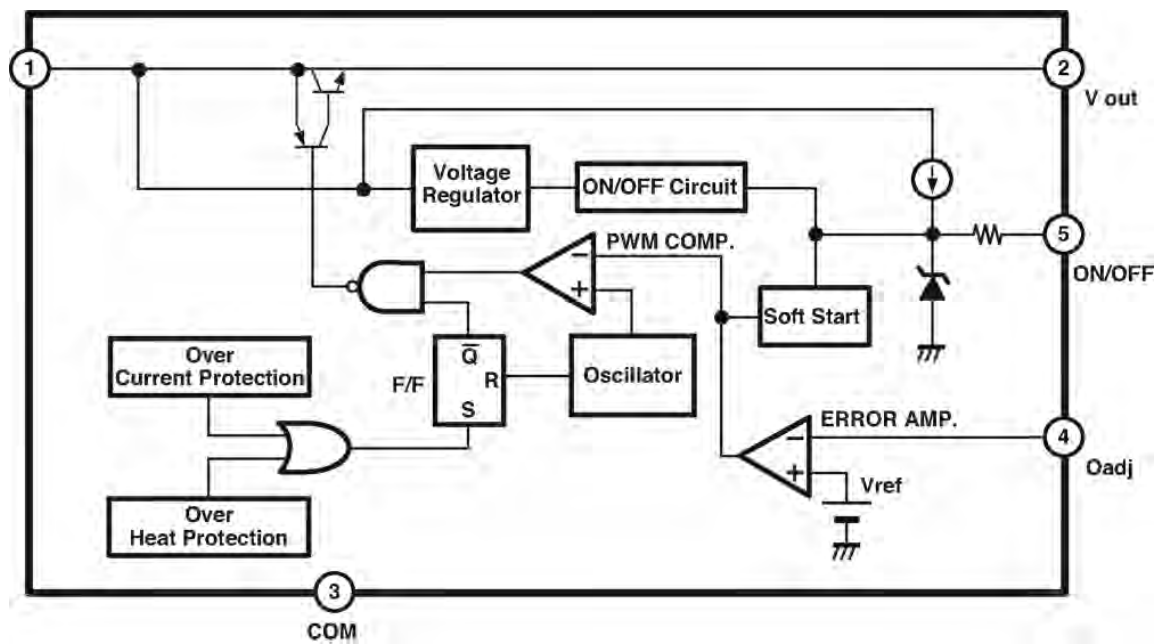 1
2
V out
Voltage
Regulator
ON/OFF Circuit
PWM COMP.
−
+
5
ON/OFF
Soft Start
Over
Current Protection
F/F
Q̅
R
S
Oscillator
ERROR AMP.
−
+
Vref
4
Oadj
Over
Heat Protection
3
COM